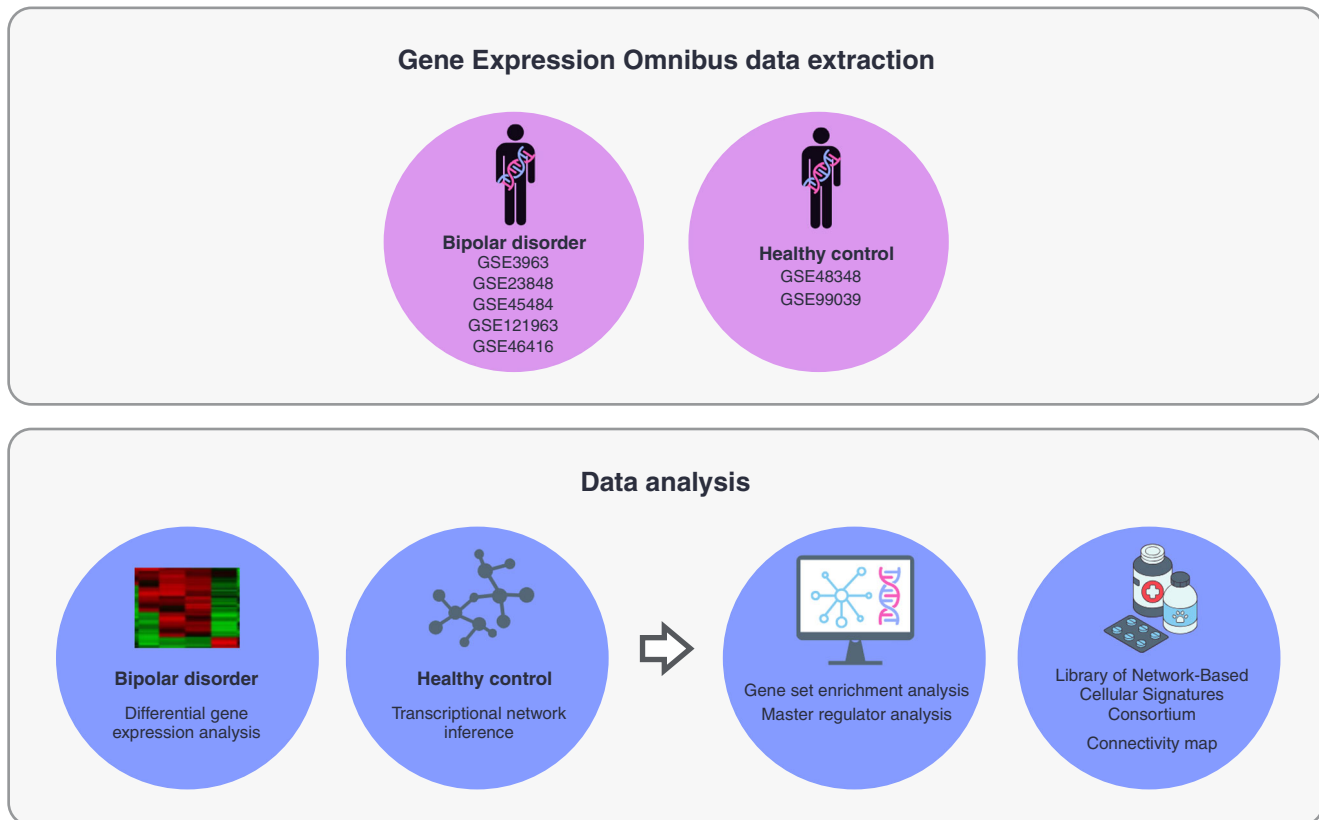 Gene Expression Omnibus data extraction
Bipolar disorder
GSE3963
GSE23848
GSE45484
GSE121963
GSE46416
Healthy control
GSE48348
GSE99039
Data analysis
Bipolar disorder
Differential gene
expression analysis
Healthy control
Transcriptional network
inference
Gene set enrichment analysis
Master regulator analysis
Library of Network-Based
Cellular Signatures
Consortium
Connectivity map